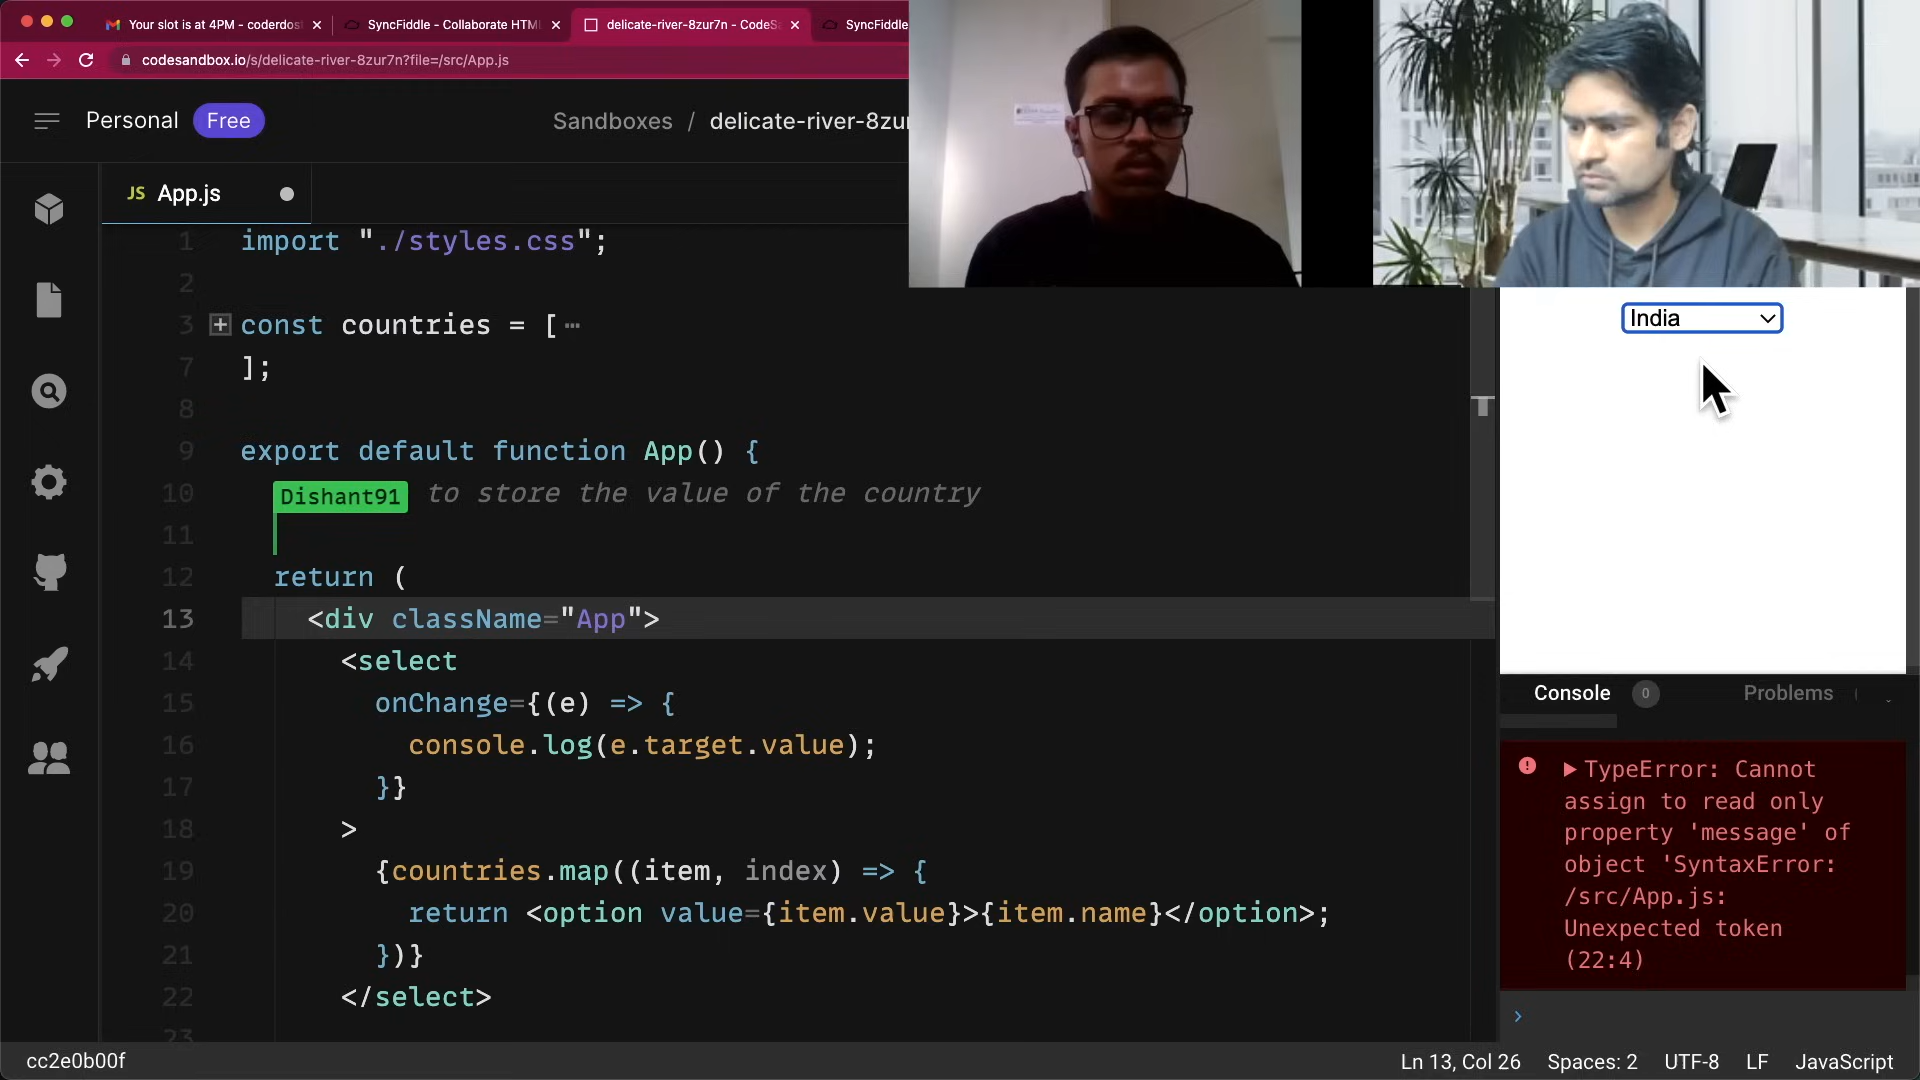 Your slot is at 4PM - coderdos
SyncFiddle - Collaborate HTM
delicate-river-8zur7n - CodeSa
SyncFiddle
codesandbox.io/s/delicate-river-8zur7n?file=/src/App.js
Personal Free
Sandboxes / delicate-river-8zur
JS App.js
1 import "./styles.css";
2
3 const countries = [⋯
7 ];
8
9 export default function App() {
10 Dishant91 to store the value of the country
11
12 return (
13 <div className="App">
14 <select
15 onChange={(e) => {
16 console.log(e.target.value);
17 }}
18 >
19 {countries.map((item, index) => {
20 return <option value={item.value}>{item.name}</option>;
21 })}
22 </select>
23
India
Console 0 Problems
TypeError: Cannot
assign to read only
property 'message' of
object 'SyntaxError:
/src/App.js:
Unexpected token
(22:4)
cc2e0b00f
Ln 13, Col 26 Spaces: 2 UTF-8 LF JavaScript